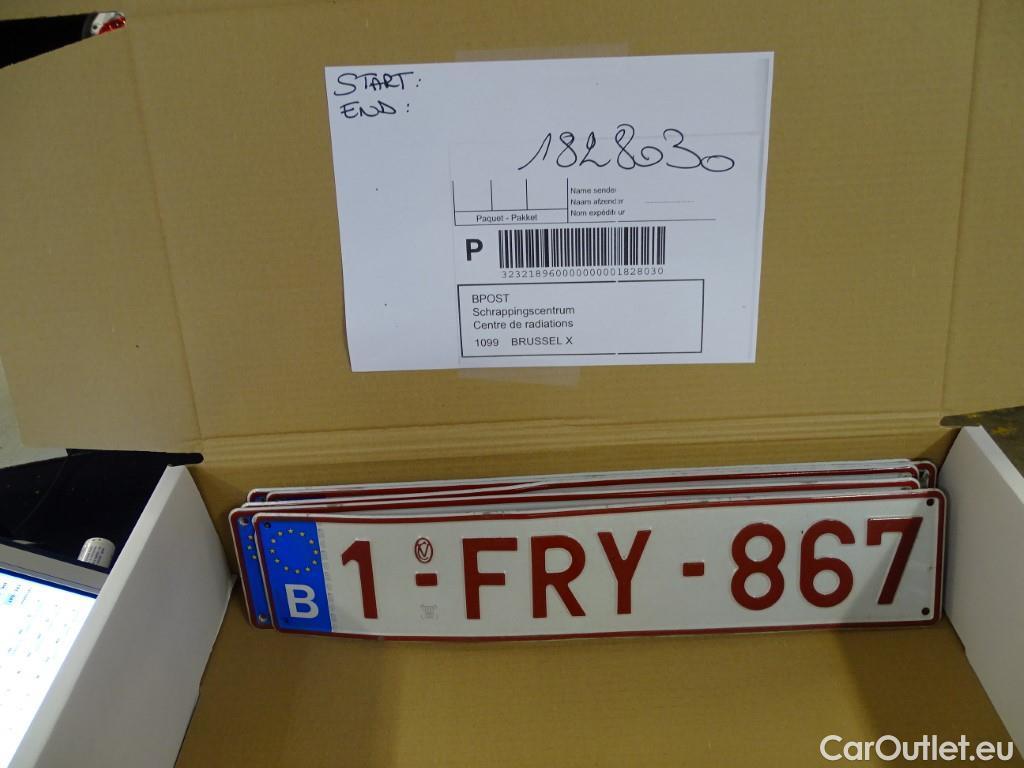 START:
END:
1828030
Name sender
Naam afzender
Nom expéditeur
Paquet - Pakket
P
32321896000000001828030
BPOST
Schrappingscentrum
Centre de radiations
1099 BRUSSEL X
B 1-FRY-867
CarOutlet.eu